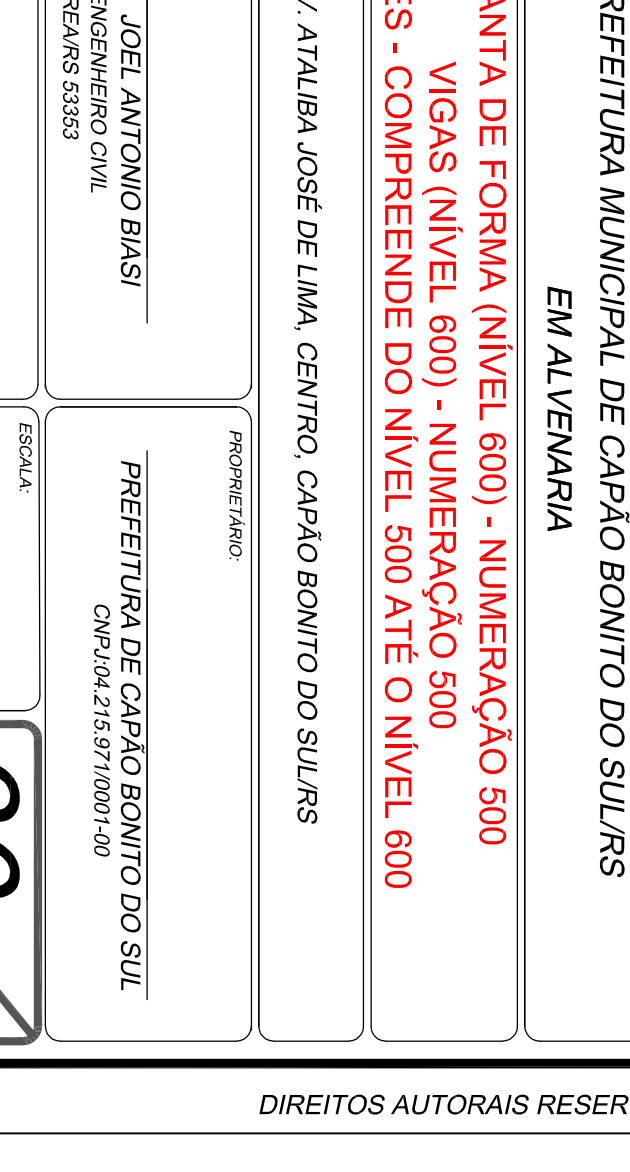 REFEITURA MUNICIPAL DE CAPÃO BONITO DO SUL/RS
EM ALVENARIA
ANTA DE FORMA (NÍVEL 600) - NUMERAÇÃO 500
VIGAS (NÍVEL 600) - NUMERAÇÃO 500
ES - COMPREENDE DO NÍVEL 500 ATÉ O NÍVEL 600
V. ATALIBA JOSÉ DE LIMA, CENTRO, CAPÃO BONITO DO SUL/RS
JOEL ANTONIO BIASI
ENGENHEIRO CIVIL
REA/RS 53353
PROPRIETÁRIO:
PREFEITURA DE CAPÃO BONITO DO SUL
CNPJ:04.215.971/0001-00
ESCALA:
DIREITOS AUTORAIS RESER